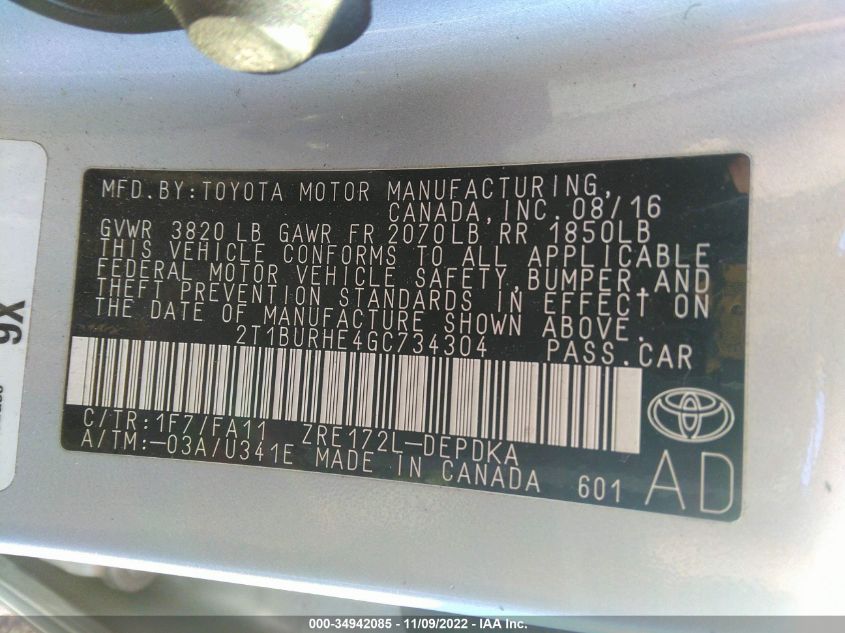 MFD.BY:TOYOTA MOTOR MANUFACTURING,
CANADA,INC. 08/16
GVWR 3820 LB GAWR FR 2070LB RR 1850LB
THIS VEHICLE CONFORMS TO ALL APPLICABLE
FEDERAL MOTOR VEHICLE SAFETY,BUMPER,AND
THEFT PREVENTION STANDARDS IN EFFECT ON
THE DATE OF MANUFACTURE SHOWN ABOVE.
2T1BURHE4GC734304 PASS.CAR
C/TR:1F7/FA11 ZRE172L-DEPDKA
A/TM:-03A/U341E MADE IN CANADA 601
AD
000-34942085 - 11/09/2022 - IAA Inc.